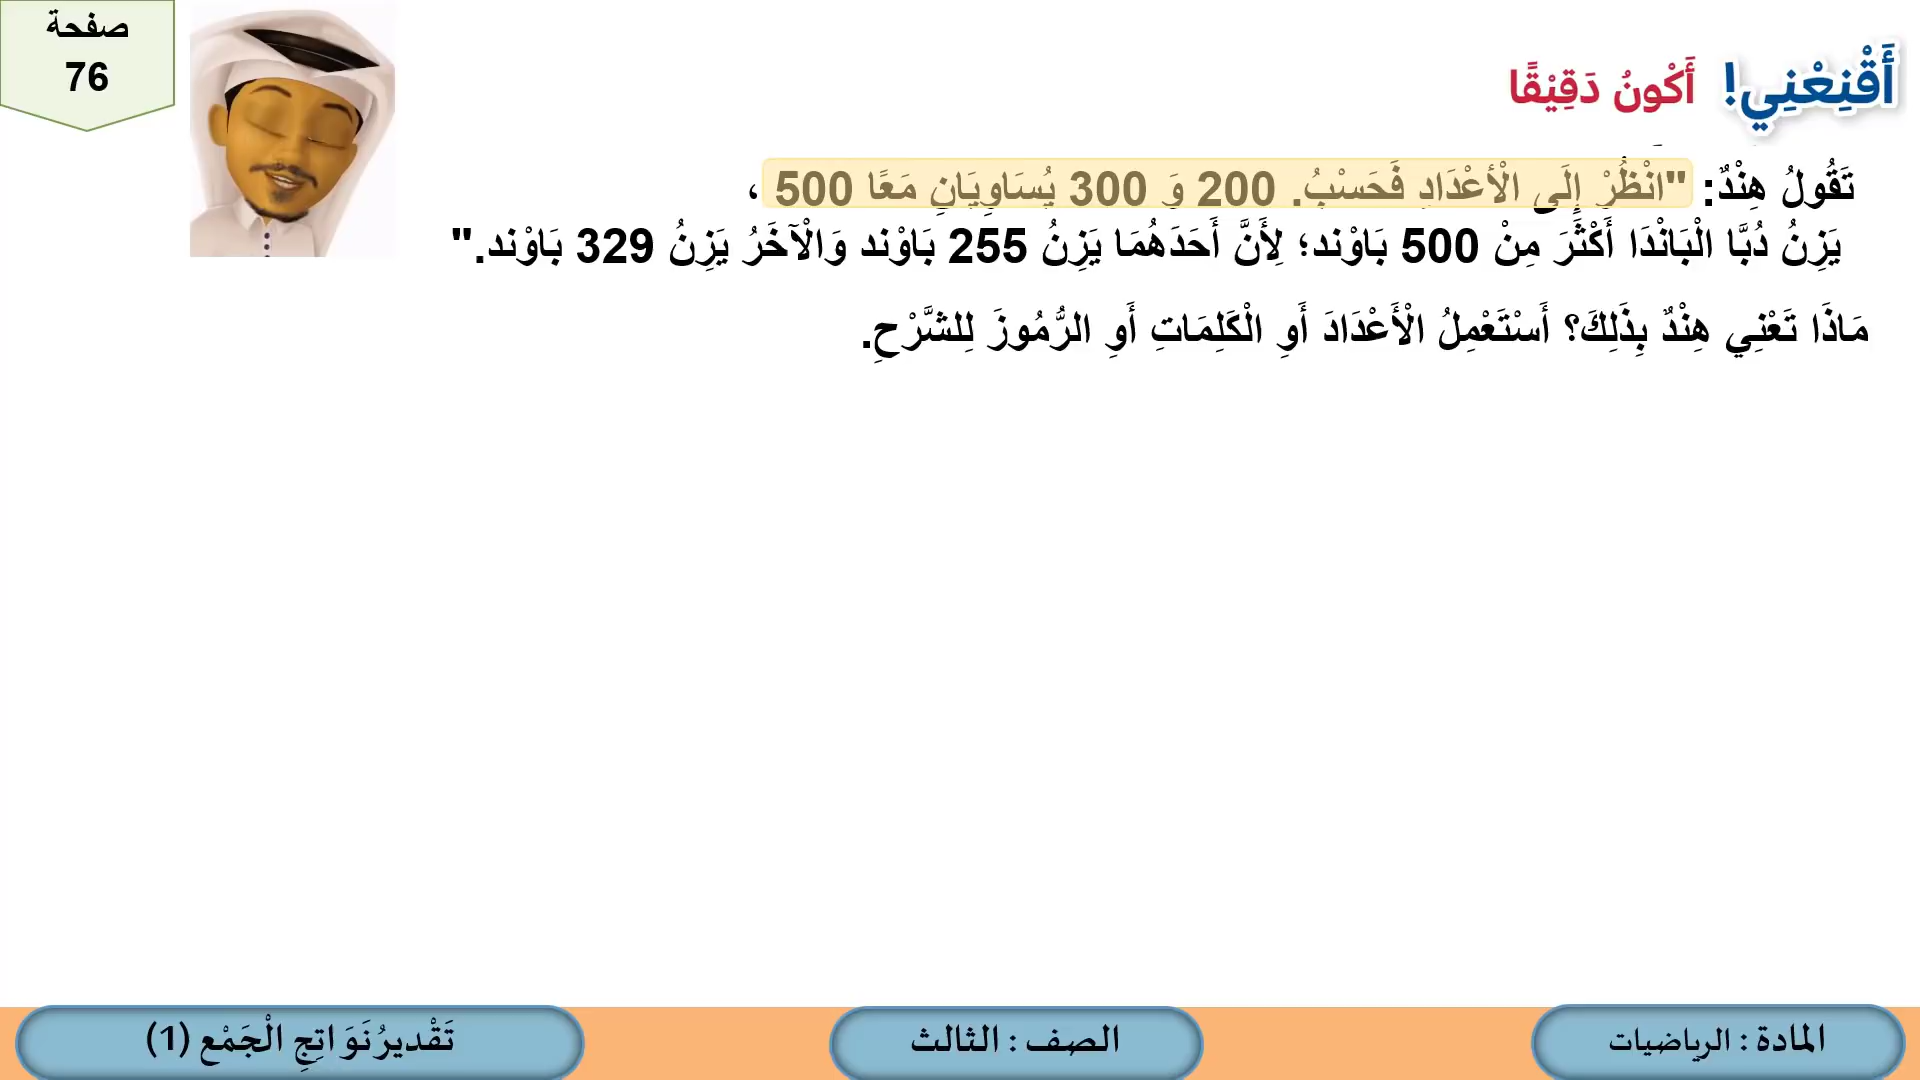 صفحة
76
أَقْنِعْنِي! أَكُونُ دَقِيْقًا
تَقُولُ هِنْدٌ: "انْظُرْ إِلَى الْأعْدَادِ فَحَسْبُ. 200 وَ 300 يُسَاوِيَانِ مَعًا 500 ،
يَزِنُ دُبَّا الْبَانْدَا أَكْثَرَ مِنْ 500 بَاوْند؛ لِأَنَّ أَحَدَهُمَا يَزِنُ 255 بَاوْند وَالْآخَرُ يَزِنُ 329 بَاوْند."
مَاذَا تَعْنِي هِنْدٌ بِذَلِكَ؟ أَسْتَعْمِلُ الْأَعْدَادَ أَوِ الْكَلِمَاتِ أَوِ الرُّمُوزَ لِلشَّرْحِ.
المادة : الرياضيات
الصف : الثالث
تَقْديرُ نَوَاتِجِ الْجَمْع (1)